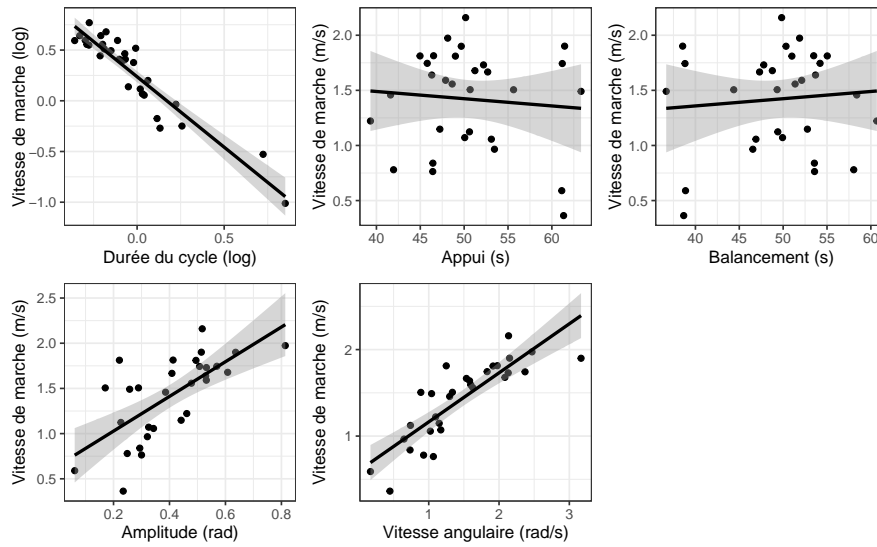 Vitesse de marche (log)
0.5
0.0
−0.5
−1.0
0.0 0.5
Durée du cycle (log)
Vitesse de marche (m/s)
2.0
1.5
1.0
0.5
40 45 50 55 60
Appui (s)
Vitesse de marche (m/s)
2.0
1.5
1.0
0.5
40 45 50 55 60
Balancement (s)
Vitesse de marche (m/s)
2.5
2.0
1.5
1.0
0.5
0.2 0.4 0.6 0.8
Amplitude (rad)
Vitesse de marche (m/s)
2
1
1 2 3
Vitesse angulaire (rad/s)